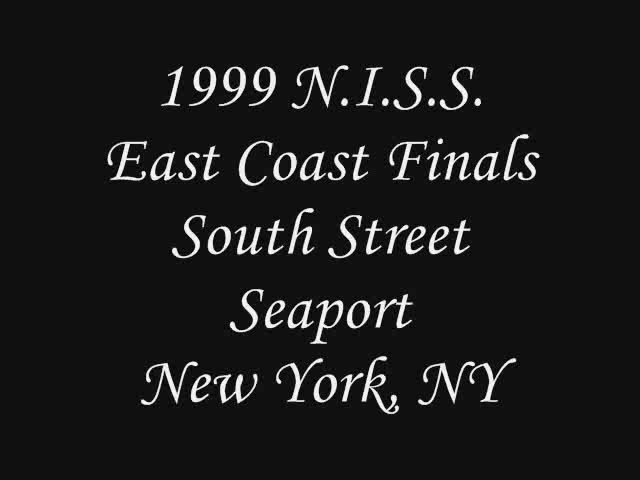 1999 N.I.S.S.
East Coast Finals
South Street
Seaport
New York, NY